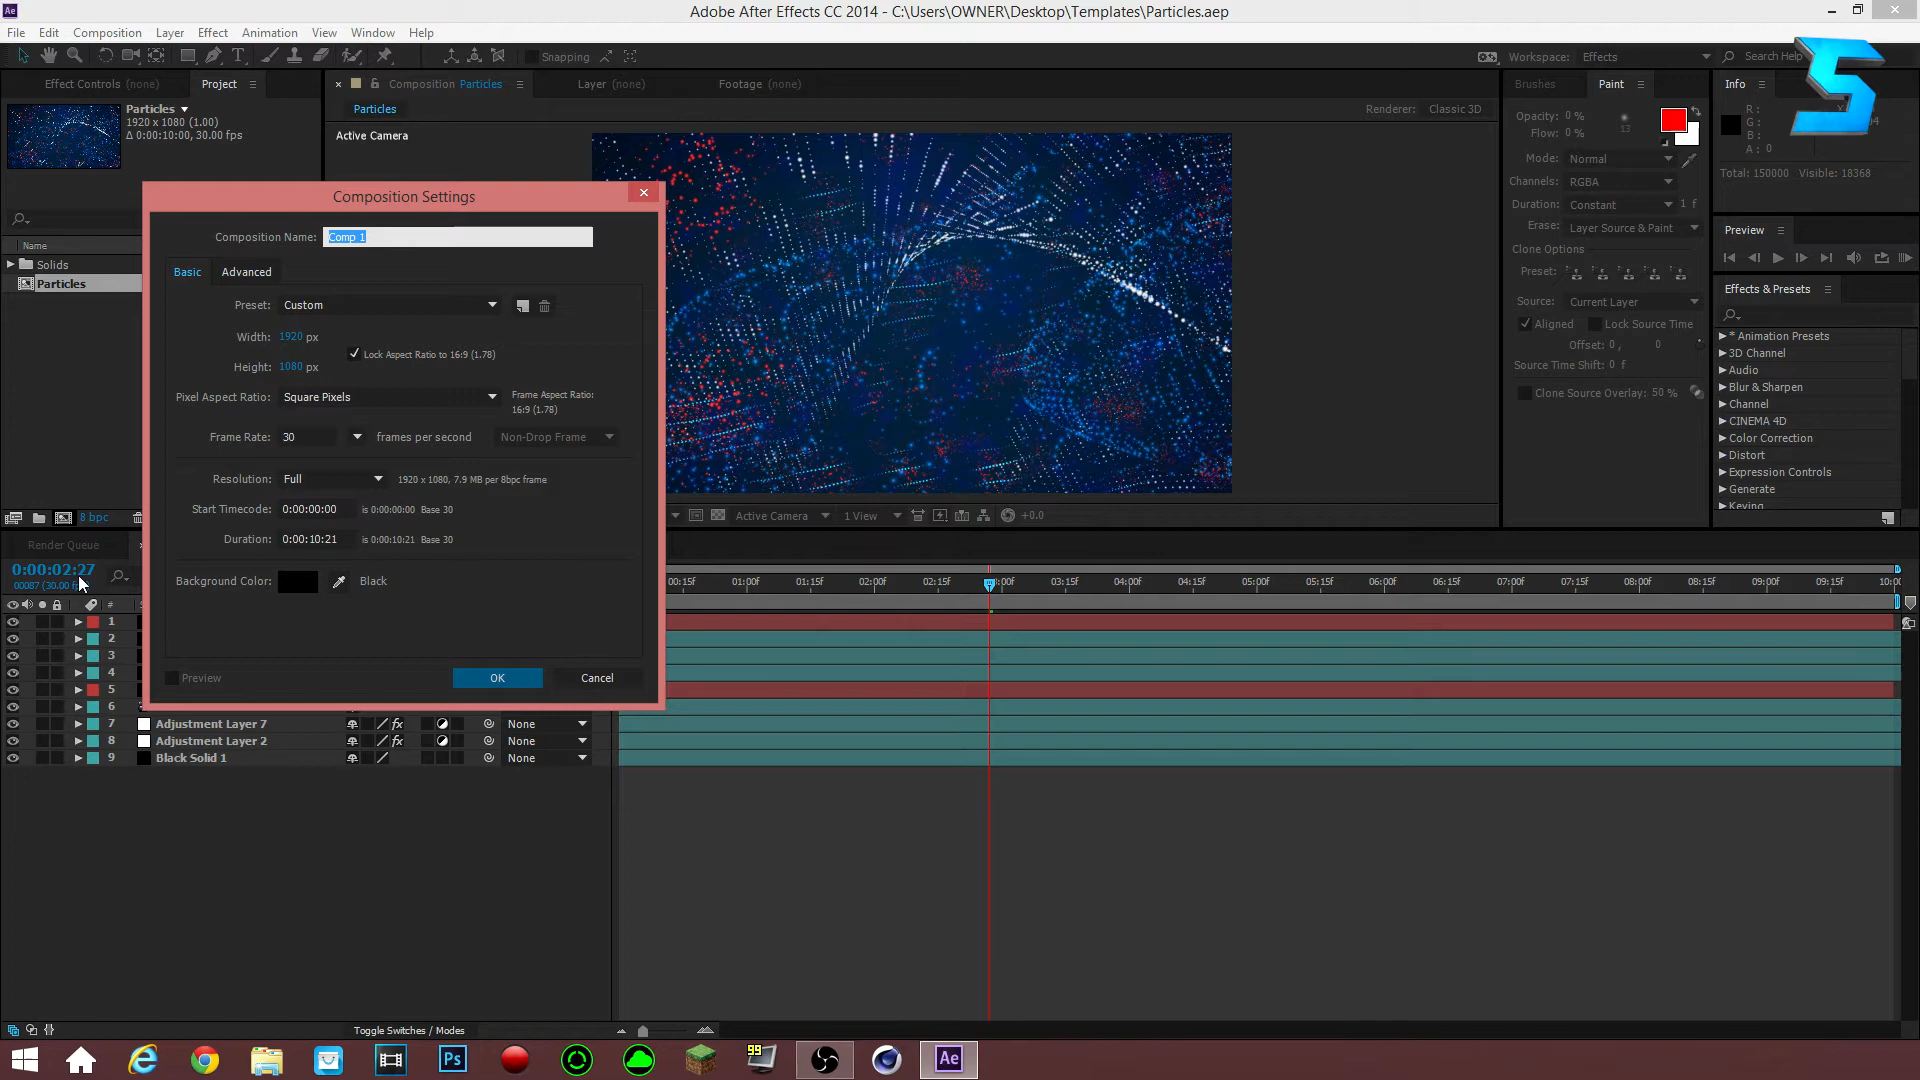 Ae
Adobe After Effects CC 2014 - C:\Users\OWNER\Desktop\Templates\Particles.aep
File Edit Composition Layer Effect Animation View Window Help
Snapping
Workspace: Effects
Search Help
Effect Controls (none)
Project
Composition Particles
Layer (none)
Footage (none)
Brushes
Paint
Info
Particles
1920 x 1080 (1.00)
Δ 0:00:10:00, 30.00 fps
Particles
Renderer: Classic 3D
Active Camera
Opacity: 0 %
Flow: 0 %
13
Mode: Normal
Channels: RGBA
Duration: Constant 1 f
Erase: Layer Source & Paint
Clone Options
Preset:
Source: Current Layer
Aligned
Lock Source Time
Offset: 0 , 0
Source Time Shift: 0 f
Clone Source Overlay: 50 %
R :
G :
B :
A : 0
S
Total: 150000 Visible: 18368
Preview
Effects & Presets
* Animation Presets
3D Channel
Audio
Blur & Sharpen
Channel
CINEMA 4D
Color Correction
Distort
Expression Controls
Generate
Keying
Name
Solids
Particles
8 bpc
Composition Settings
Composition Name: Comp 1
Basic Advanced
Preset: Custom
Width: 1920 px
Lock Aspect Ratio to 16:9 (1.78)
Height: 1080 px
Pixel Aspect Ratio: Square Pixels
Frame Aspect Ratio:
16:9 (1.78)
Frame Rate: 30 frames per second Non-Drop Frame
Resolution: Full 1920 x 1080, 7.9 MB per 8bpc frame
Start Timecode: 0:00:00:00 is 0:00:00:00 Base 30
Duration: 0:00:10:21 is 0:00:10:21 Base 30
Background Color: Black
Preview
OK
Cancel
Active Camera 1 View +0.0
Render Queue
0:00:02:27
00087 (30.00
#
1
2
3
4
5
6
7 Adjustment Layer 7 fx None
8 Adjustment Layer 2 fx None
9 Black Solid 1 None
00:15f 01:00f 01:15f 02:00f 02:15f 03:15f 04:00f 04:15f 05:00f 05:15f 06:00f 06:15f 07:00f 07:15f 08:00f 08:15f 09:00f 09:15f
Toggle Switches / Modes
Ps
99
Ae